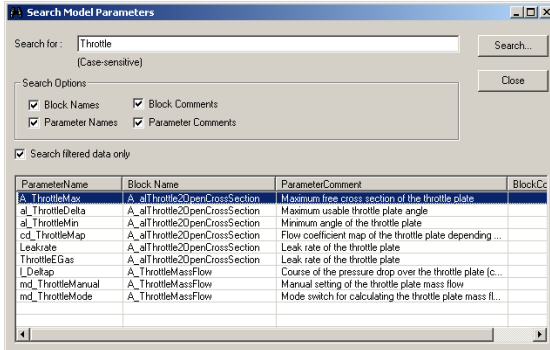 Search Model Parameters
Search for : Throttle Search...
(Case-sensitive)
Search Options Close
Block Names Block Comments
Parameter Names Parameter Comments
Search filtered data only
ParameterName Block Name ParameterComment BlockCo
A_ThrottleMax A_alThrottle2OpenCrossSection Maximum free cross section of the throttle plate
al_ThrottleDelta A_alThrottle2OpenCrossSection Maximum usable throttle plate angle
al_ThrottleMin A_alThrottle2OpenCrossSection Minimum angle of the throttle plate
cd_ThrottleMap A_alThrottle2OpenCrossSection Flow coefficient map of the throttle plate depending ...
Leakrate A_alThrottle2OpenCrossSection Leak rate of the throttle plate
ThrottleEGas A_alThrottle2OpenCrossSection Leak rate of the throttle plate
l_Deltap A_ThrottleMassFlow Course of the pressure drop over the throttle plate (c...
md_ThrottleManual A_ThrottleMassFlow Manual setting of the throttle plate mass flow
md_ThrottleMode A_ThrottleMassFlow Mode switch for calculating the throttle plate mass fl...